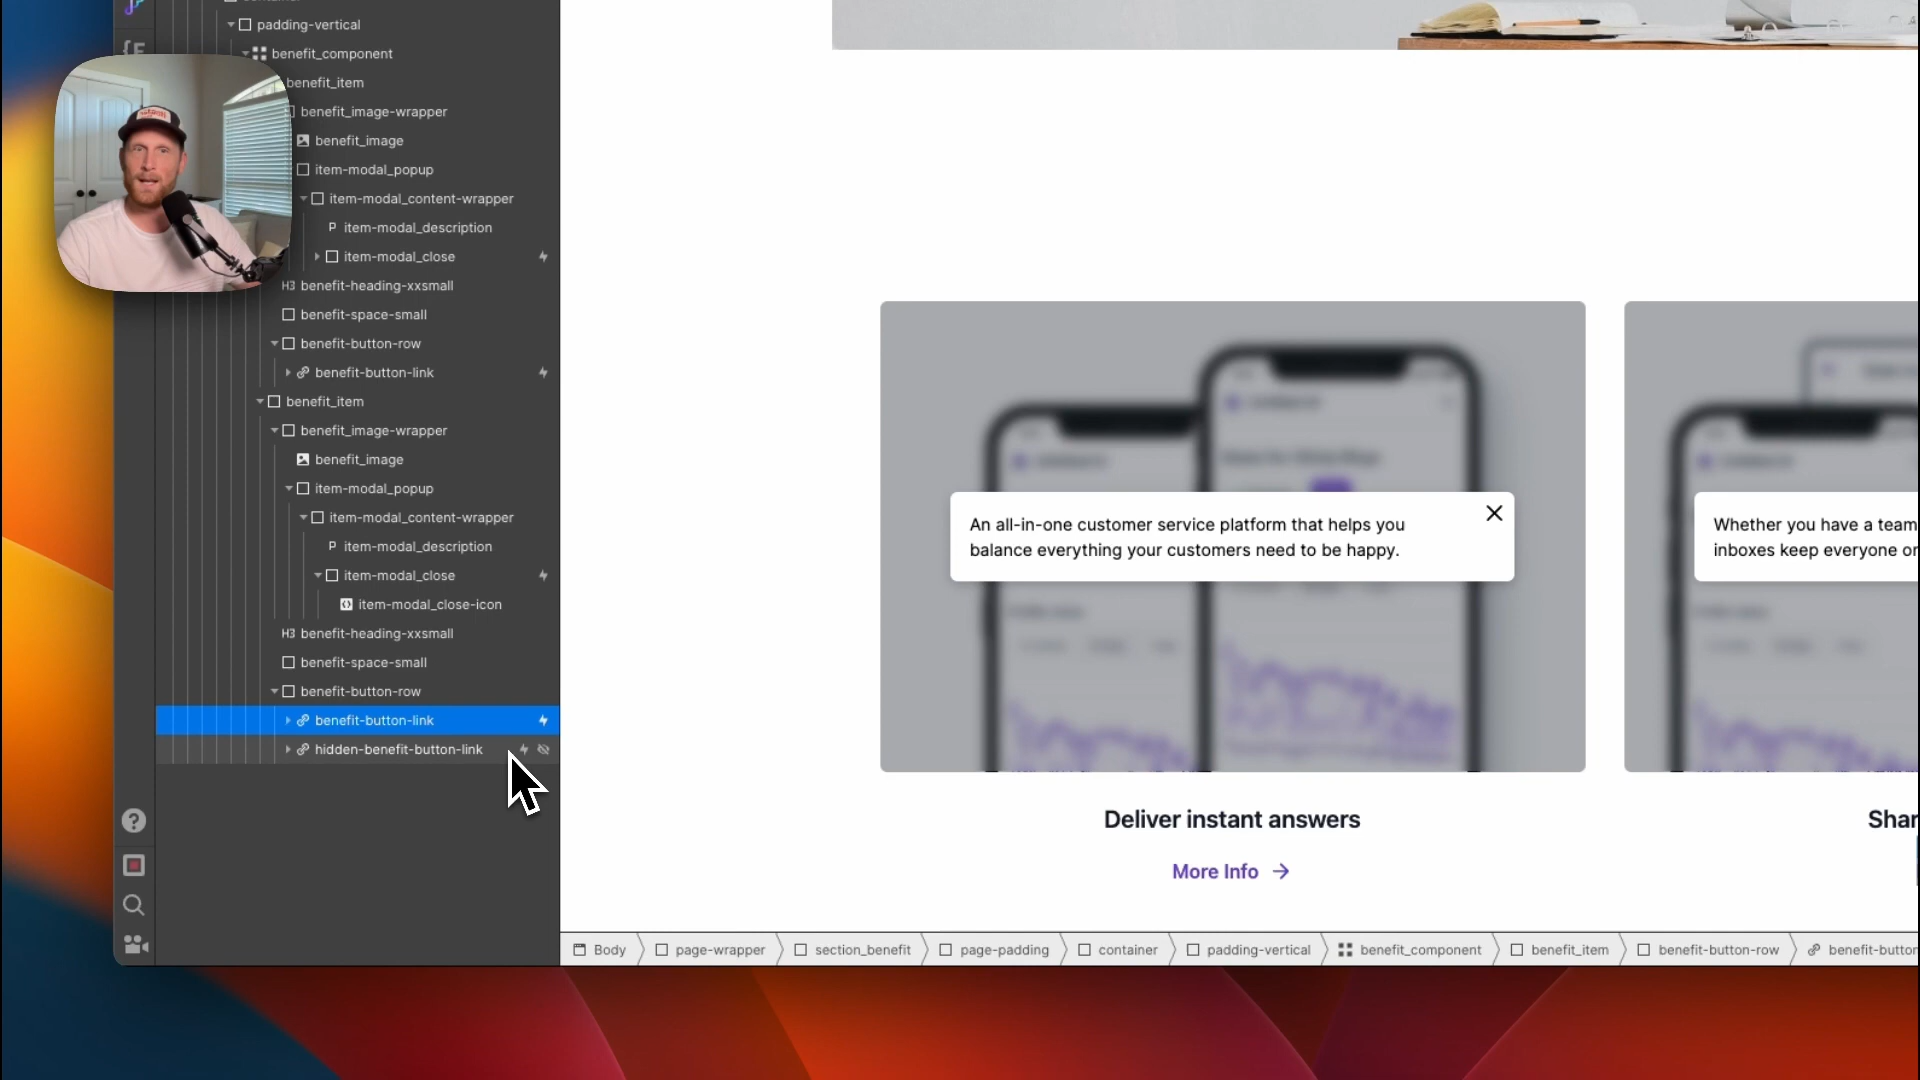 padding-vertical
benefit_component
benefit_item
benefit_image-wrapper
benefit_image
item-modal_popup
item-modal_content-wrapper
P item-modal_description
item-modal_close
H3 benefit-heading-xxsmall
benefit-space-small
benefit-button-row
benefit-button-link
benefit_item
benefit_image-wrapper
benefit_image
item-modal_popup
item-modal_content-wrapper
P item-modal_description
item-modal_close
item-modal_close-icon
H3 benefit-heading-xxsmall
benefit-space-small
benefit-button-row
benefit-button-link
hidden-benefit-button-link
An all-in-one customer service platform that helps you
balance everything your customers need to be happy.
Whether you have a team
inboxes keep everyone or
Deliver instant answers
Shar
More Info
Body page-wrapper section_benefit page-padding container padding-vertical benefit_component benefit_item benefit-button-row benefit-button